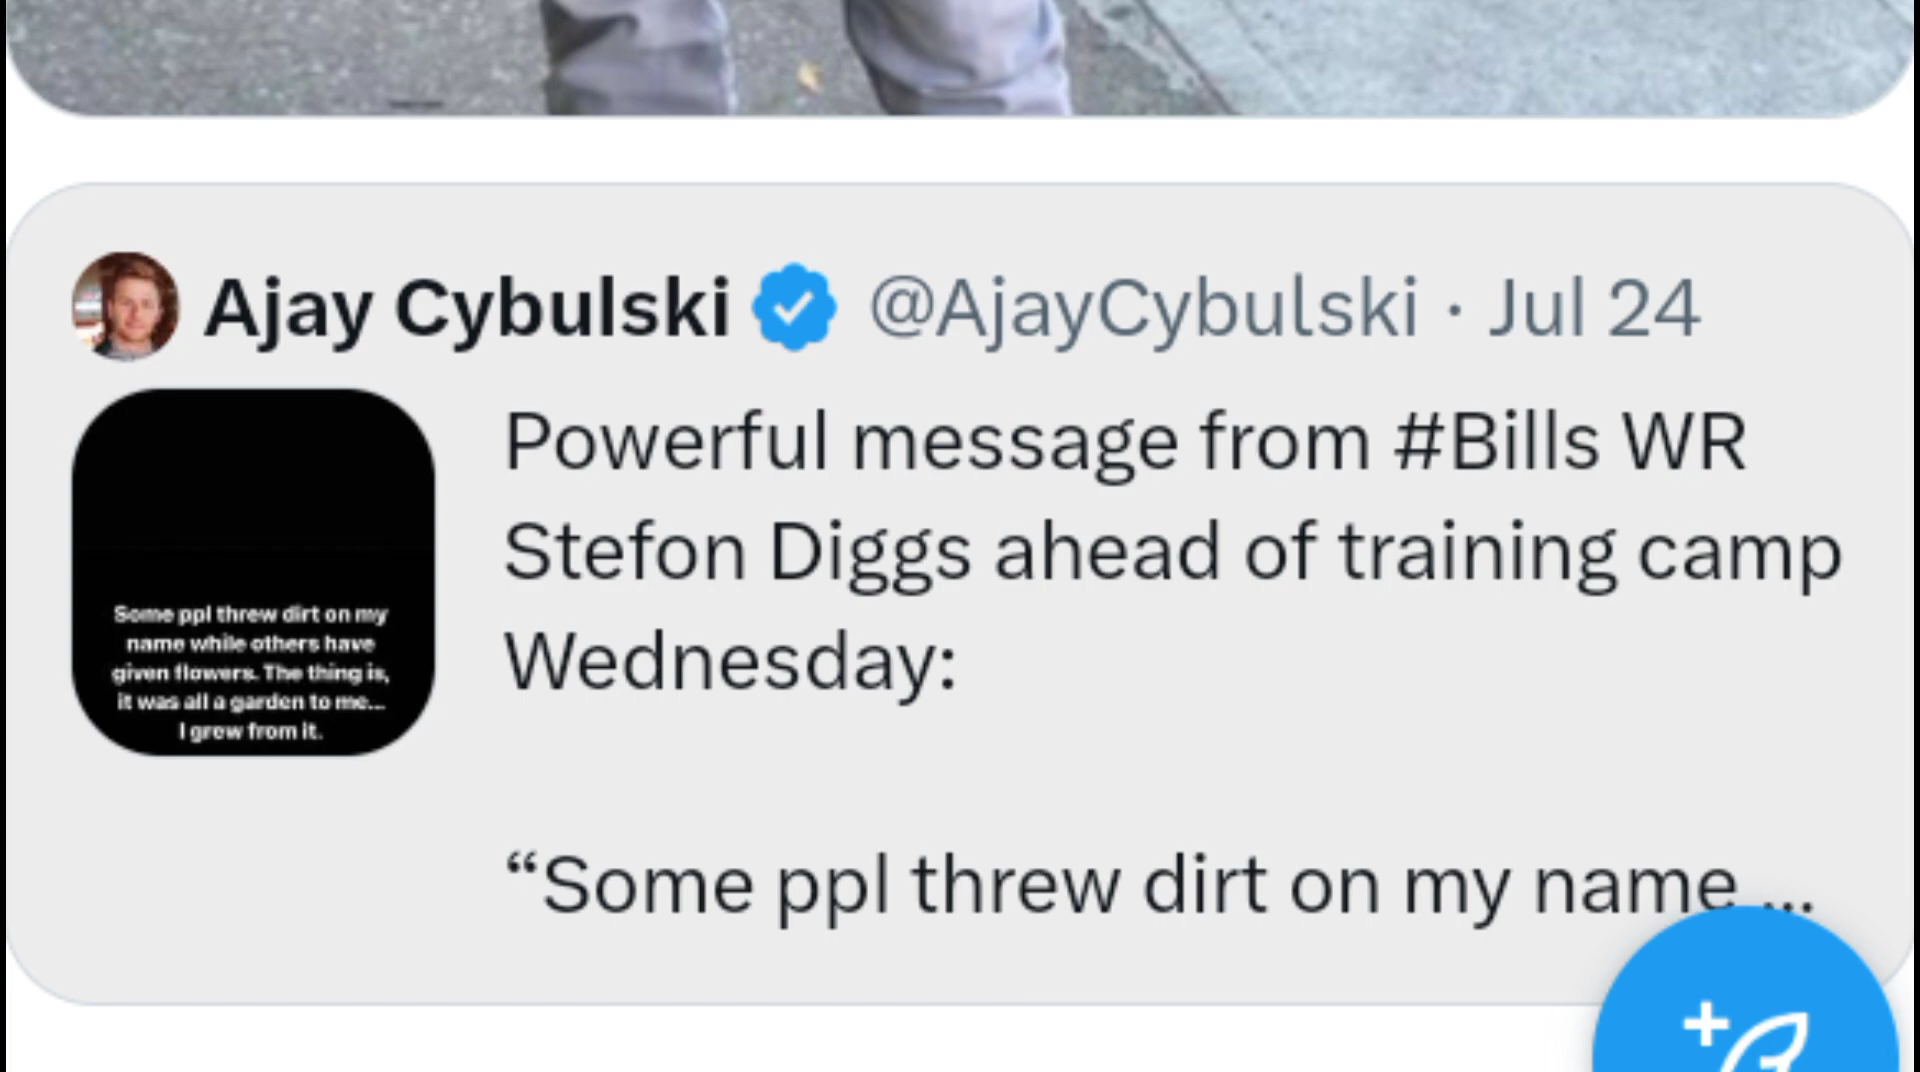 Ajay Cybulski @AjayCybulski · Jul 24
Powerful message from #Bills WR
Stefon Diggs ahead of training camp
Wednesday:
“Some ppl threw dirt on my name ...
Some ppl threw dirt on my
name while others have
given flowers. The thing is,
it was all a garden to me...
I grew from it.